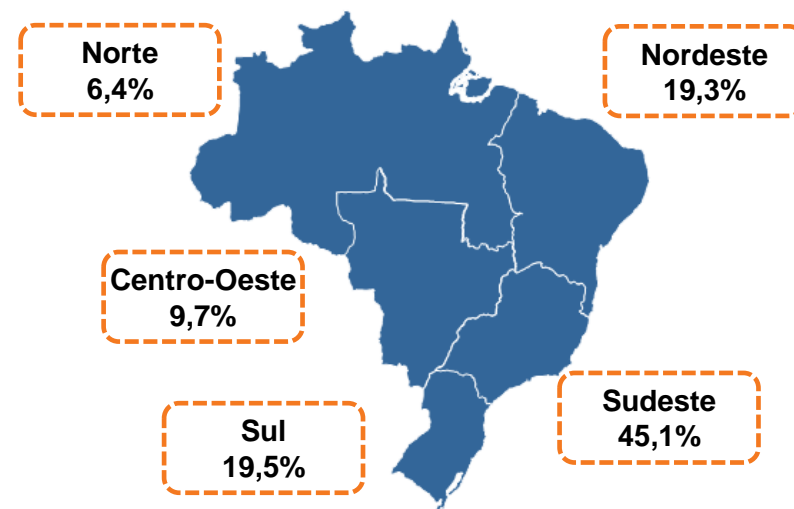 Norte
6,4%
Nordeste
19,3%
Centro-Oeste
9,7%
Sudeste
45,1%
Sul
19,5%